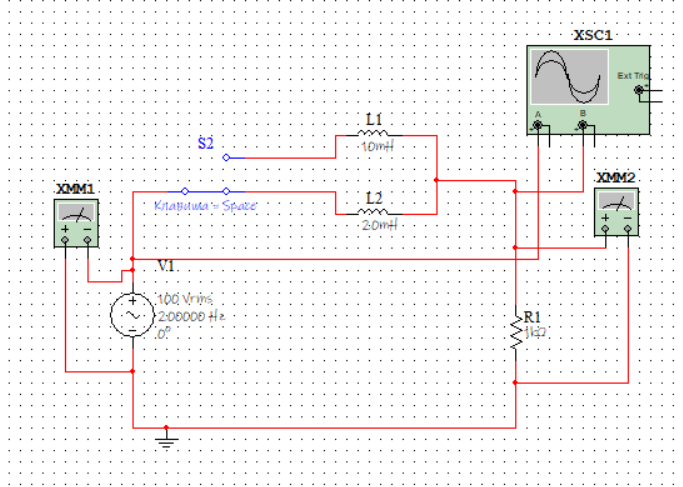 XSC1
Ext Trig
A B
S2
L1
10mH
XMM1
XMM2
Клавиша = Space
L2
20mH
V1
100 Vrms
200000 Hz
0°
R1
1kΩ